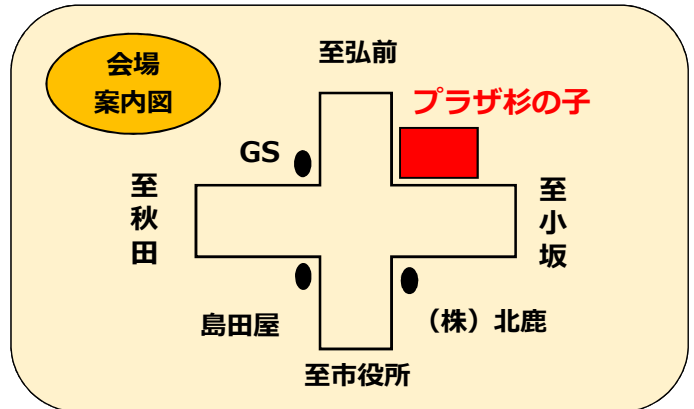 会場
案内図
至弘前
プラザ杉の子
GS
至秋田
至小坂
島田屋
（株）北鹿
至市役所